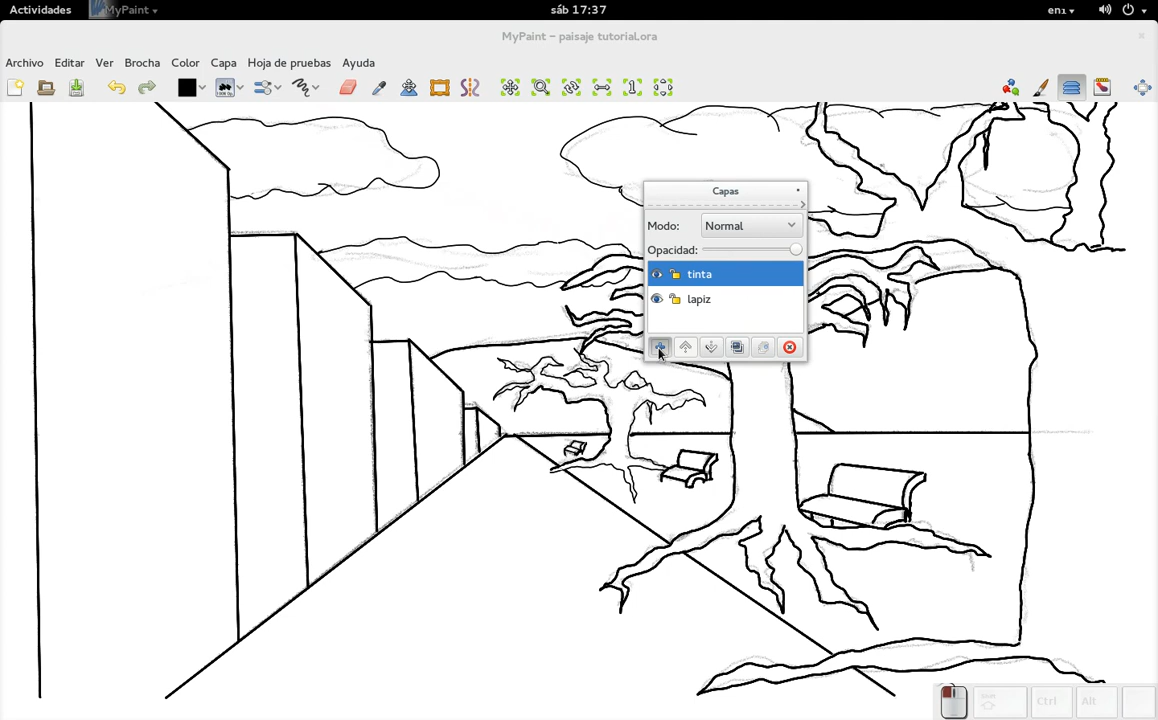 Actividades MyPaint sáb 17:37 en₁
MyPaint – paisaje tutorial.ora
Archivo Editar Ver Brocha Color Capa Hoja de pruebas Ayuda
Capas
Modo: Normal
Opacidad:
tinta
lapiz
Ctrl Alt